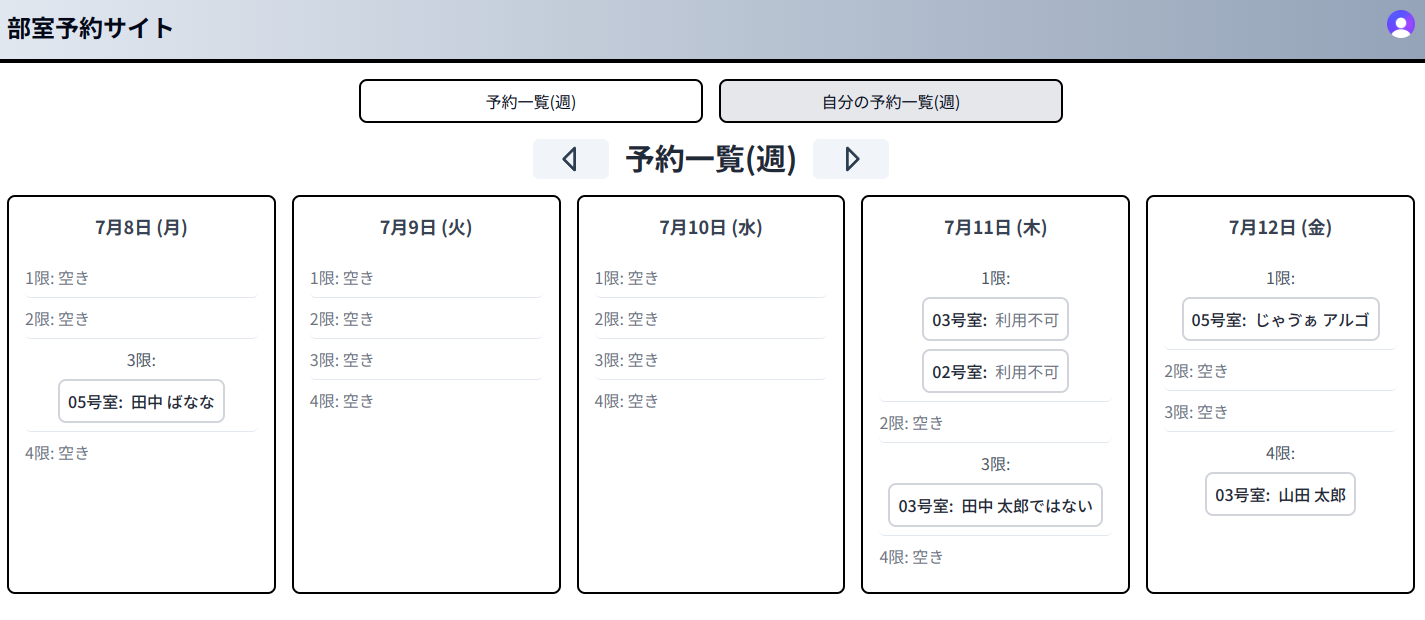 部室予約サイト
予約一覧(週)
自分の予約一覧(週)
予約一覧(週)
7月8日 (月)
1限: 空き
2限: 空き
3限:
05号室: 田中 ばなな
4限: 空き
7月9日 (火)
1限: 空き
2限: 空き
3限: 空き
4限: 空き
7月10日 (水)
1限: 空き
2限: 空き
3限: 空き
4限: 空き
7月11日 (木)
1限:
03号室: 利用不可
02号室: 利用不可
2限: 空き
3限:
03号室: 田中 太郎ではない
4限: 空き
7月12日 (金)
1限:
05号室: じゃゔぁ アルゴ
2限: 空き
3限: 空き
4限:
03号室: 山田 太郎